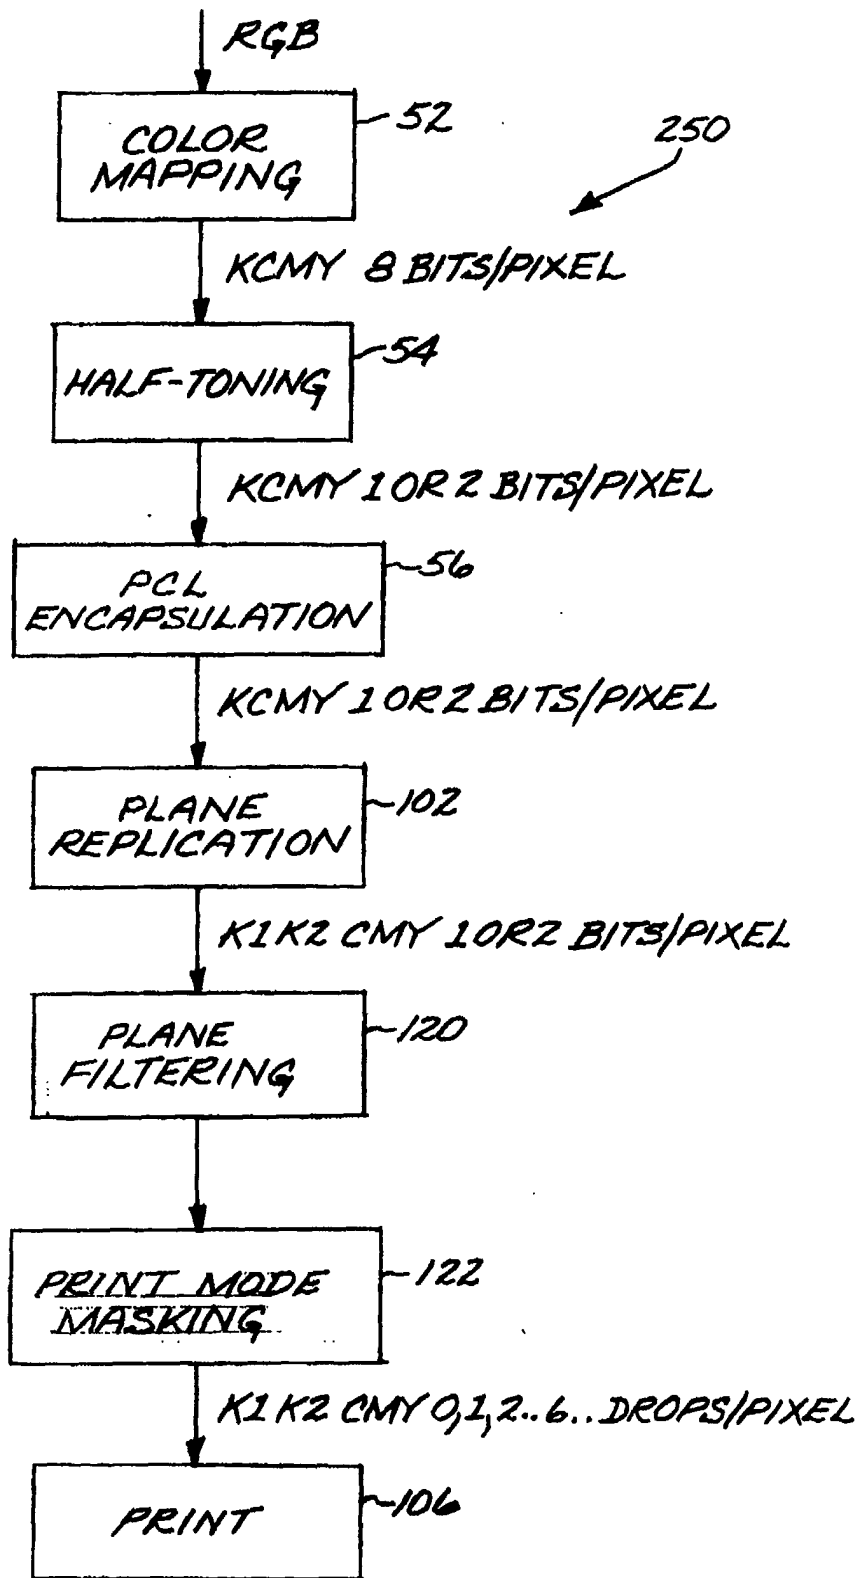 RGB
52
COLOR
MAPPING
250
KCMY 8 BITS/PIXEL
54
HALF-TONING
KCMY 1 OR 2 BITS/PIXEL
56
PCL
ENCAPSULATION
KCMY 1 OR 2 BITS/PIXEL
102
PLANE
REPLICATION
K1 K2 CMY 1 OR 2 BITS/PIXEL
120
PLANE
FILTERING
122
PRINT MODE
MASKING
K1 K2 CMY 0,1,2..6.. DROPS/PIXEL
106
PRINT